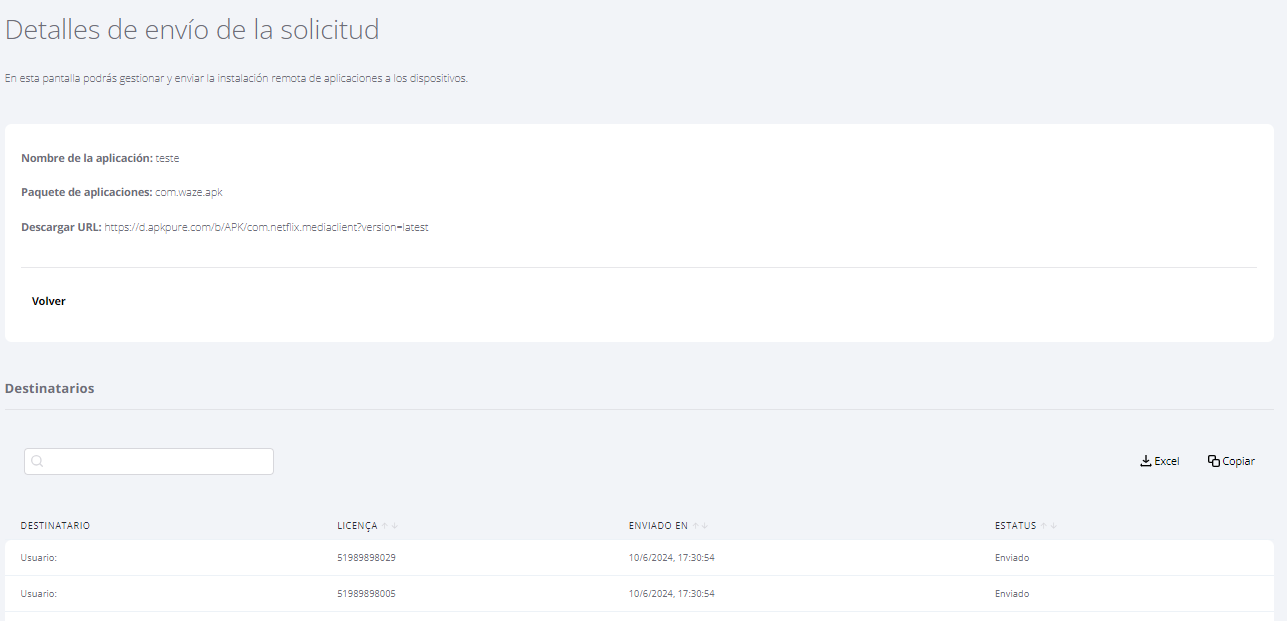 Detalles de envío de la solicitud
En esta pantalla podrás gestionar y enviar la instalación remota de aplicaciones a los dispositivos.
Nombre de la aplicación: teste
Paquete de aplicaciones: com.waze.apk
Descargar URL: https://d.apkpure.com/b/APK/com.netflix.mediaclient?version=latest
Volver
Destinatarios
Excel Copiar
DESTINATARIO LICENÇA ENVIADO EN ESTATUS
Usuario: 51989898029 10/6/2024, 17:30:54 Enviado
Usuario: 51989898005 10/6/2024, 17:30:54 Enviado